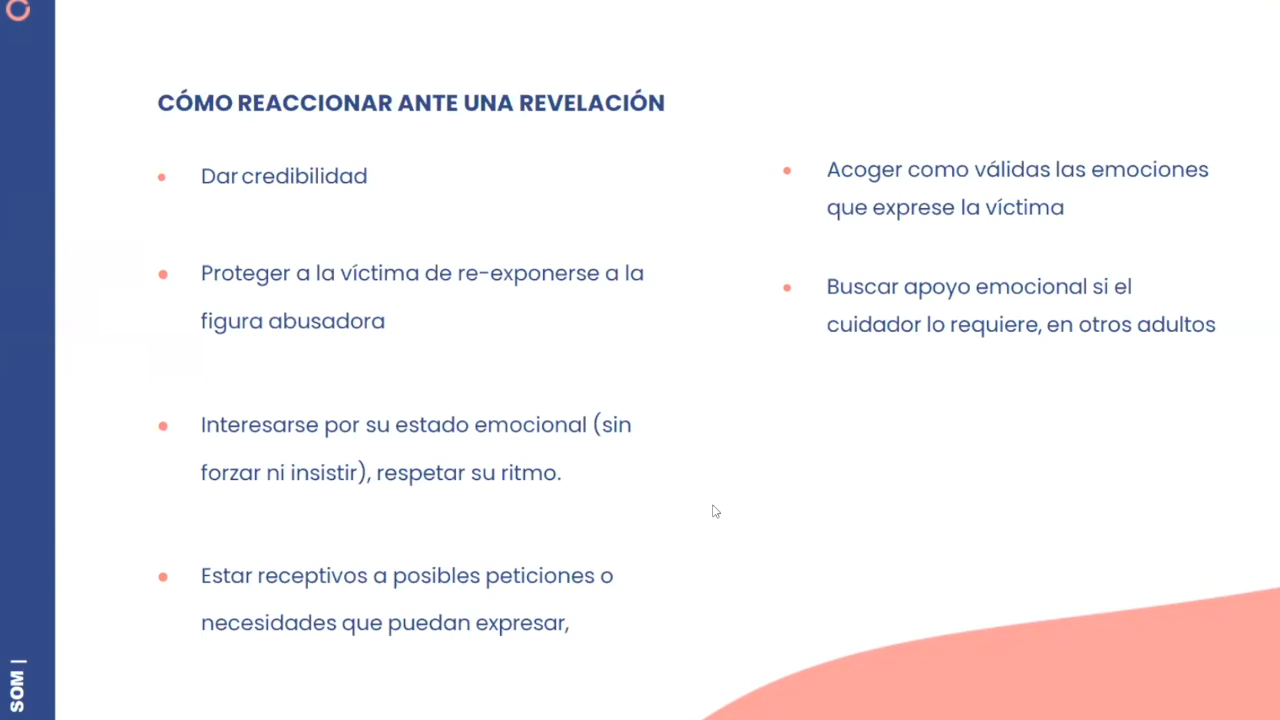 CÓMO REACCIONAR ANTE UNA REVELACIÓN
Dar credibilidad
Proteger a la víctima de re-exponerse a la
figura abusadora
Interesarse por su estado emocional (sin
forzar ni insistir), respetar su ritmo.
Estar receptivos a posibles peticiones o
necesidades que puedan expresar,
Acoger como válidas las emociones
que exprese la víctima
Buscar apoyo emocional si el
cuidador lo requiere, en otros adultos
SOM |